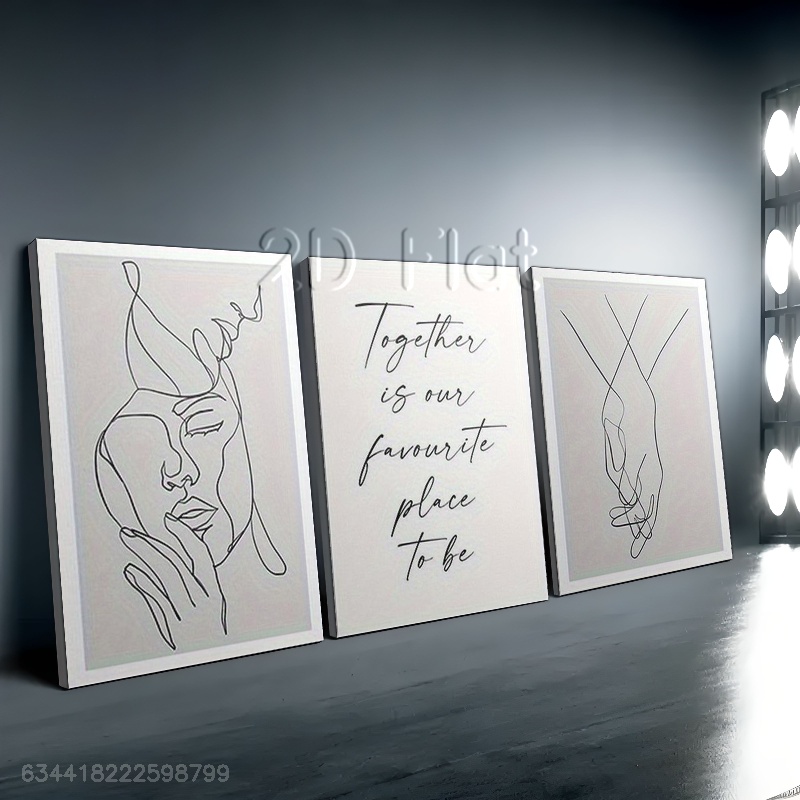 2D Flat
Together
is our
favourite
place
to be
634418222598799